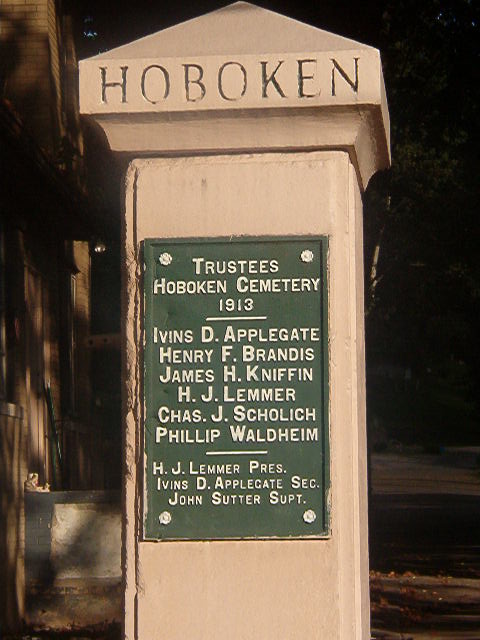 HOBOKEN
TRUSTEES
HOBOKEN CEMETERY
1913
IVINS D. APPLEGATE
HENRY F. BRANDIS
JAMES H. KNIFFIN
H. J. LEMMER
CHAS. J. SCHOLICH
PHILLIP WALDHEIM
H. J. LEMMER PRES.
IVINS D. APPLEGATE SEC.
JOHN SUTTER SUPT.